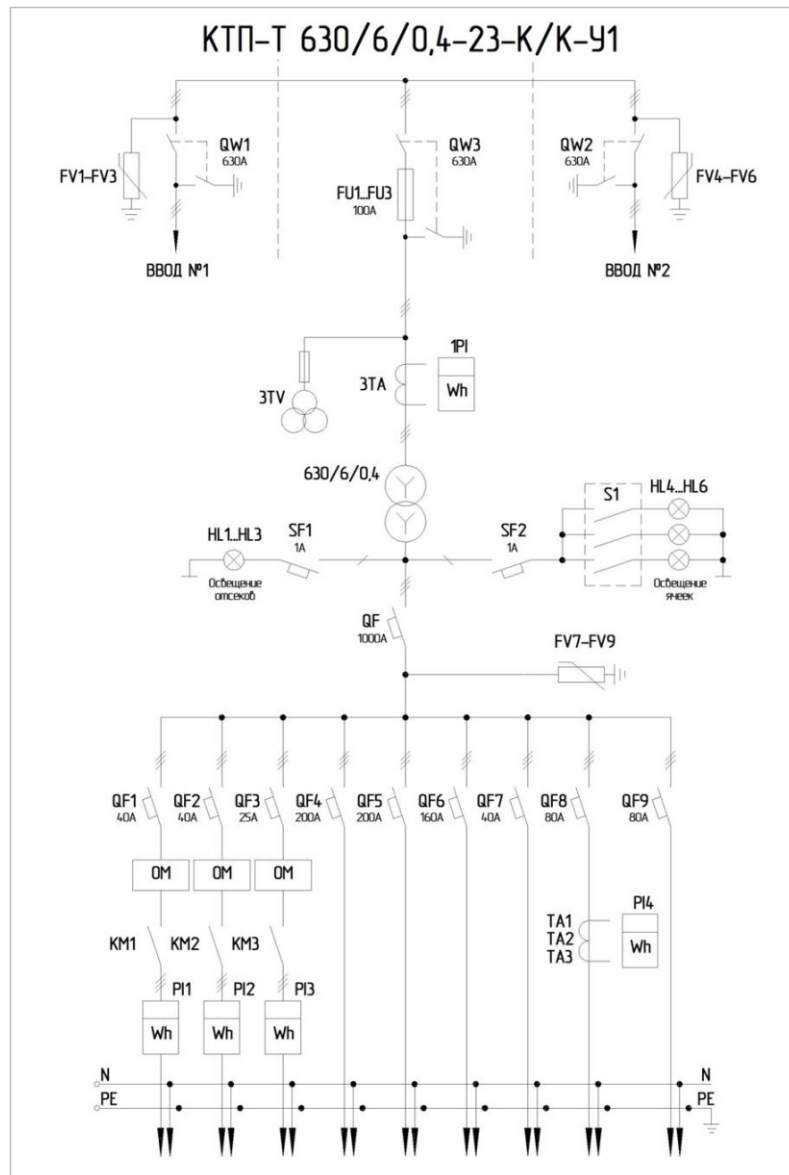 КТП-Т 630/6/0,4-23-К/К-У1
QW1
630А
QW3
630А
QW2
630А
FV1-FV3
FU1...FU3
100А
FV4-FV6
ВВОД №1
ВВОД №2
1PI
3TA
Wh
3TV
630/6/0,4
S1
HL4...HL6
HL1...HL3
SF1
1А
SF2
1А
Освещение
отсеков
Освещение
ячеек
QF
1000А
FV7-FV9
QF1
40А
QF2
40А
QF3
25А
QF4
200А
QF5
200А
QF6
160А
QF7
40А
QF8
80А
QF9
80А
ОМ
ОМ
ОМ
KM1
KM2
KM3
TA1
TA2
TA3
PI4
Wh
PI1
PI2
PI3
Wh
Wh
Wh
N
N
PE
PE